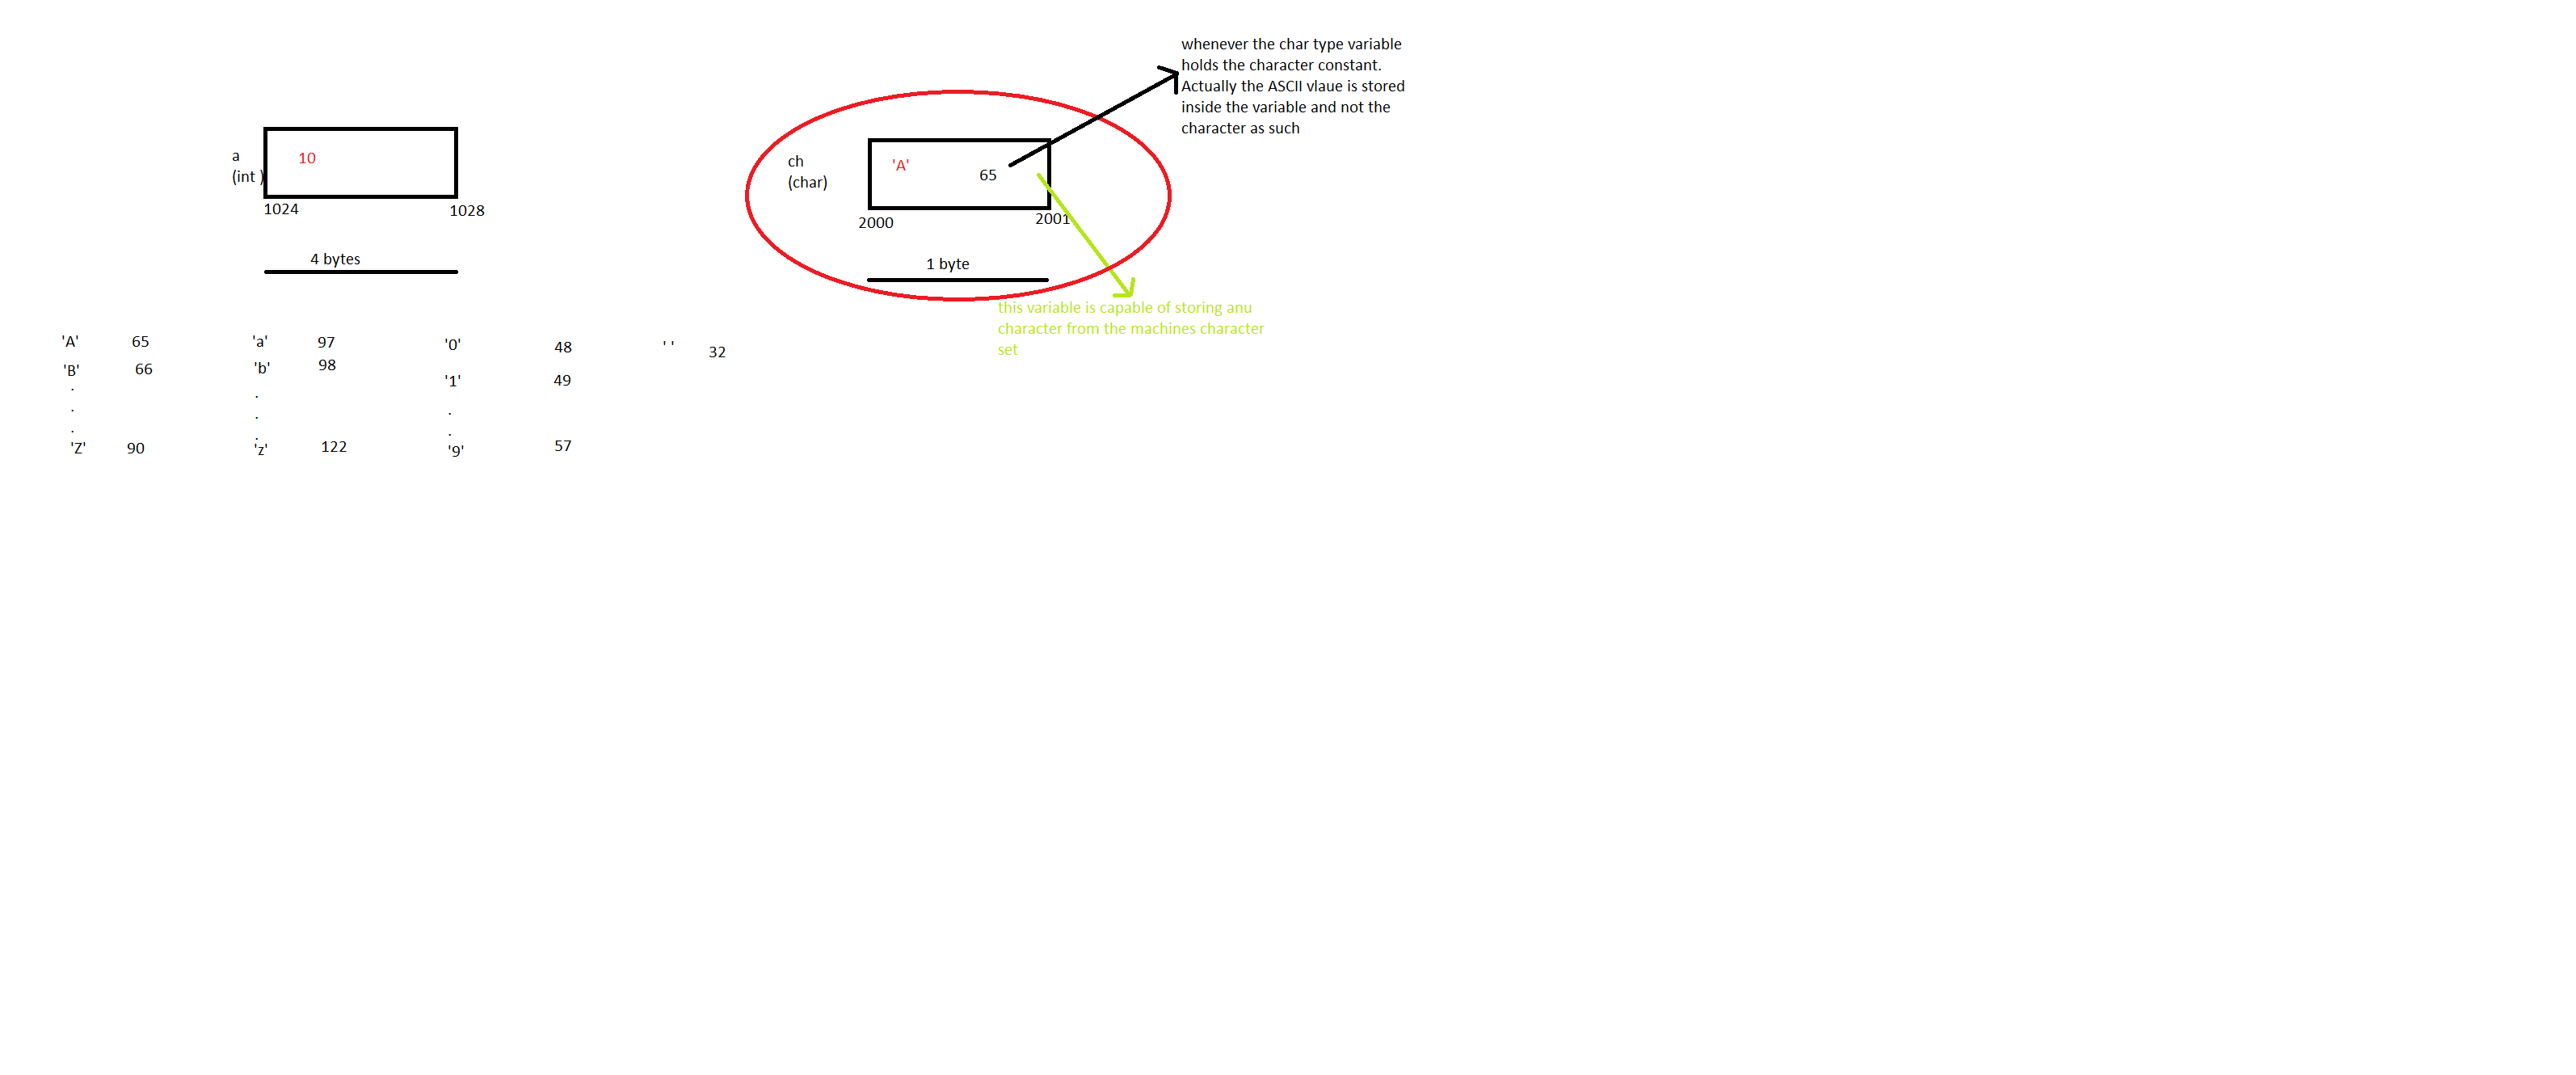 whenever the char type variable
holds the character constant.
Actually the ASCII vlaue is stored
inside the variable and not the
character as such
a
(int )
10
1024
1028
4 bytes
ch
(char)
'A'
65
2000
2001
1 byte
this variable is capable of storing anu
character from the machines character
set
'A' 65 'a' 97 '0' 48 ' ' 32
'B' 66 'b' 98 '1' 49
. . .
. . .
. .
'Z' 90 'z' 122 '9' 57